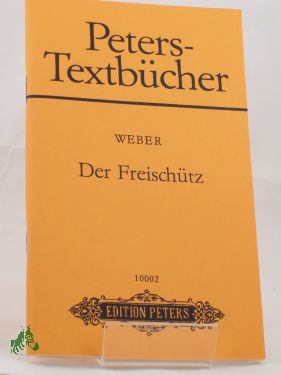 Peters-
Textbücher
WEBER
Der Freischütz
10002
EDITION PETERS